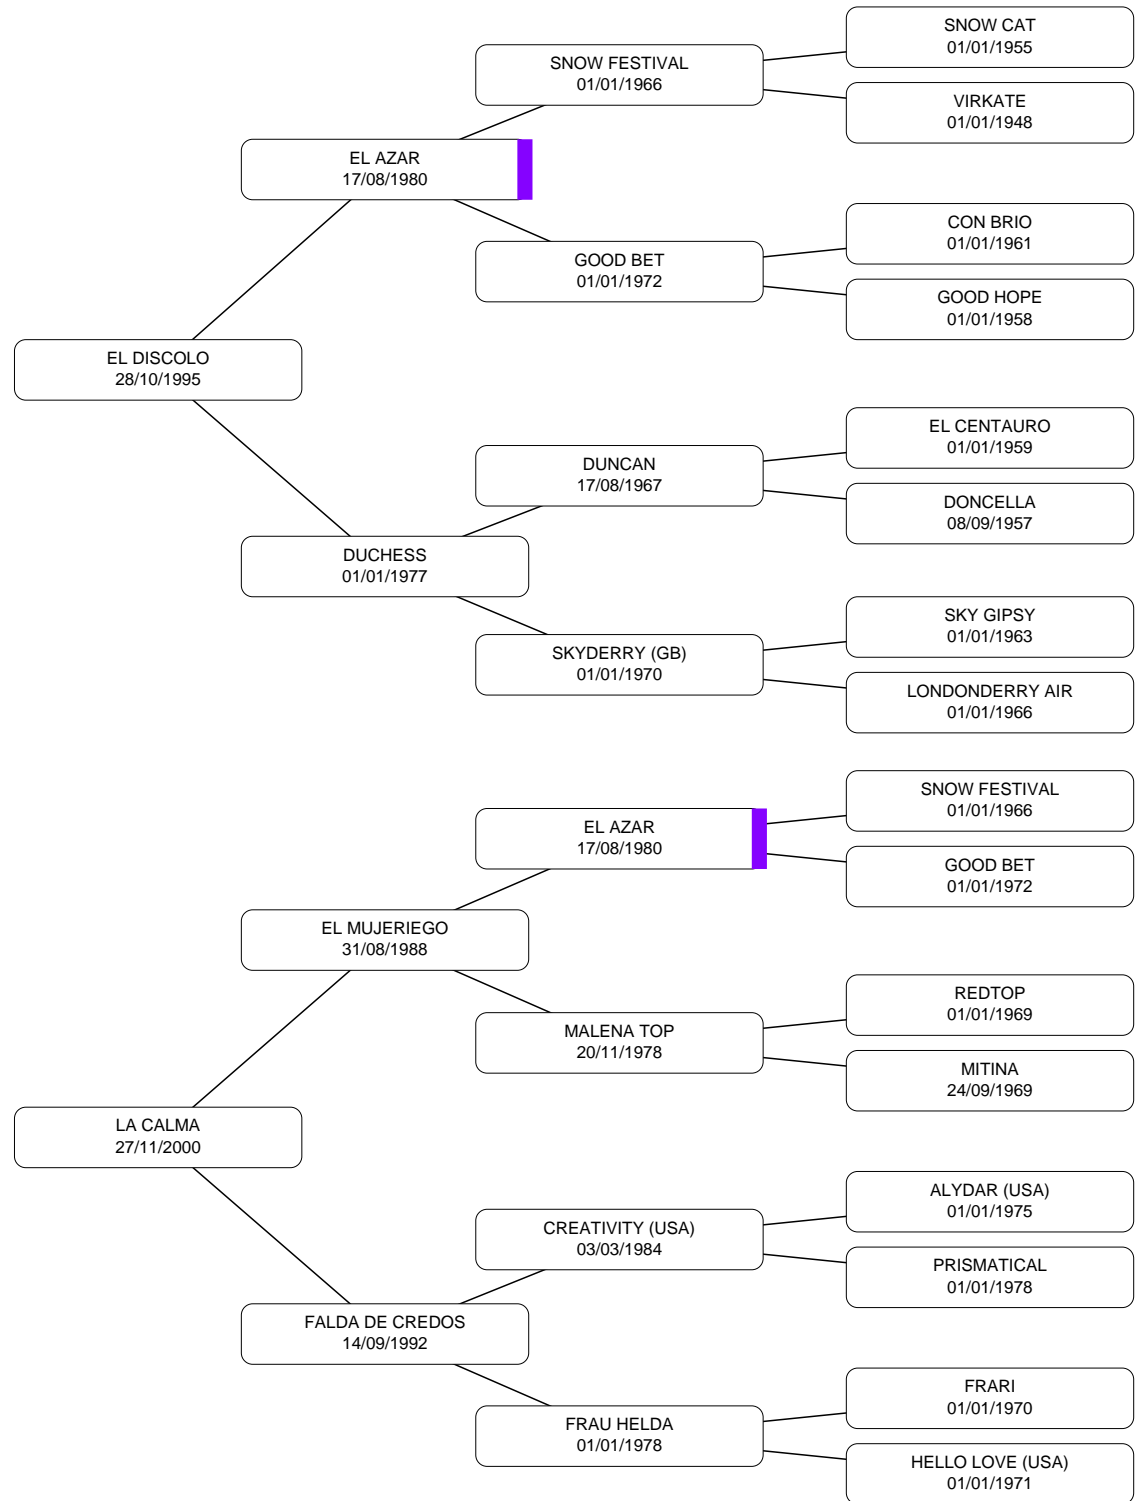 SNOW CAT
01/01/1955
SNOW FESTIVAL
01/01/1966
VIRKATE
01/01/1948
EL AZAR
17/08/1980
CON BRIO
01/01/1961
GOOD BET
01/01/1972
GOOD HOPE
01/01/1958
EL DISCOLO
28/10/1995
EL CENTAURO
01/01/1959
DUNCAN
17/08/1967
DONCELLA
08/09/1957
DUCHESS
01/01/1977
SKY GIPSY
01/01/1963
SKYDERRY (GB)
01/01/1970
LONDONDERRY AIR
01/01/1966
SNOW FESTIVAL
01/01/1966
EL AZAR
17/08/1980
GOOD BET
01/01/1972
EL MUJERIEGO
31/08/1988
REDTOP
01/01/1969
MALENA TOP
20/11/1978
MITINA
24/09/1969
LA CALMA
27/11/2000
ALYDAR (USA)
01/01/1975
CREATIVITY (USA)
03/03/1984
PRISMATICAL
01/01/1978
FALDA DE CREDOS
14/09/1992
FRARI
01/01/1970
FRAU HELDA
01/01/1978
HELLO LOVE (USA)
01/01/1971